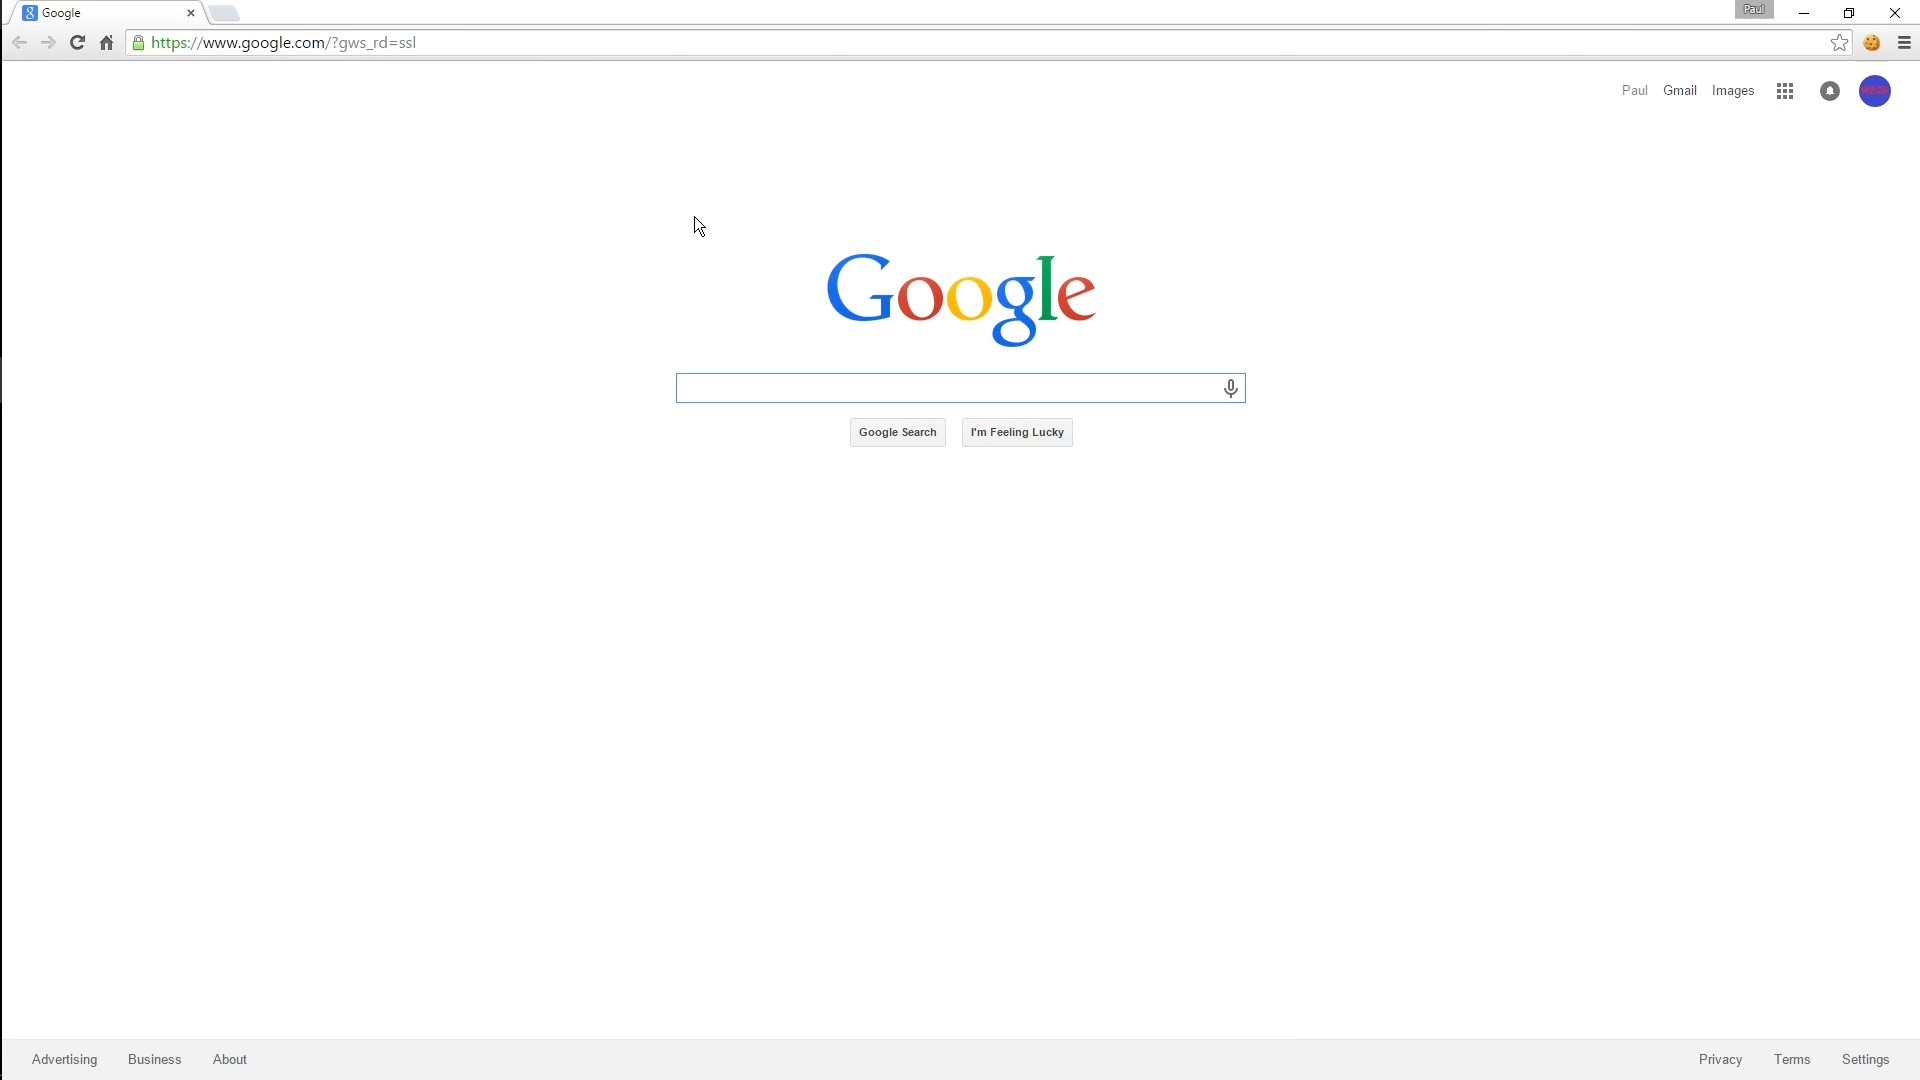 Google
Paul
https://www.google.com/?gws_rd=ssl
Paul Gmail Images
Google
Google Search I'm Feeling Lucky
Advertising Business About Privacy Terms Settings